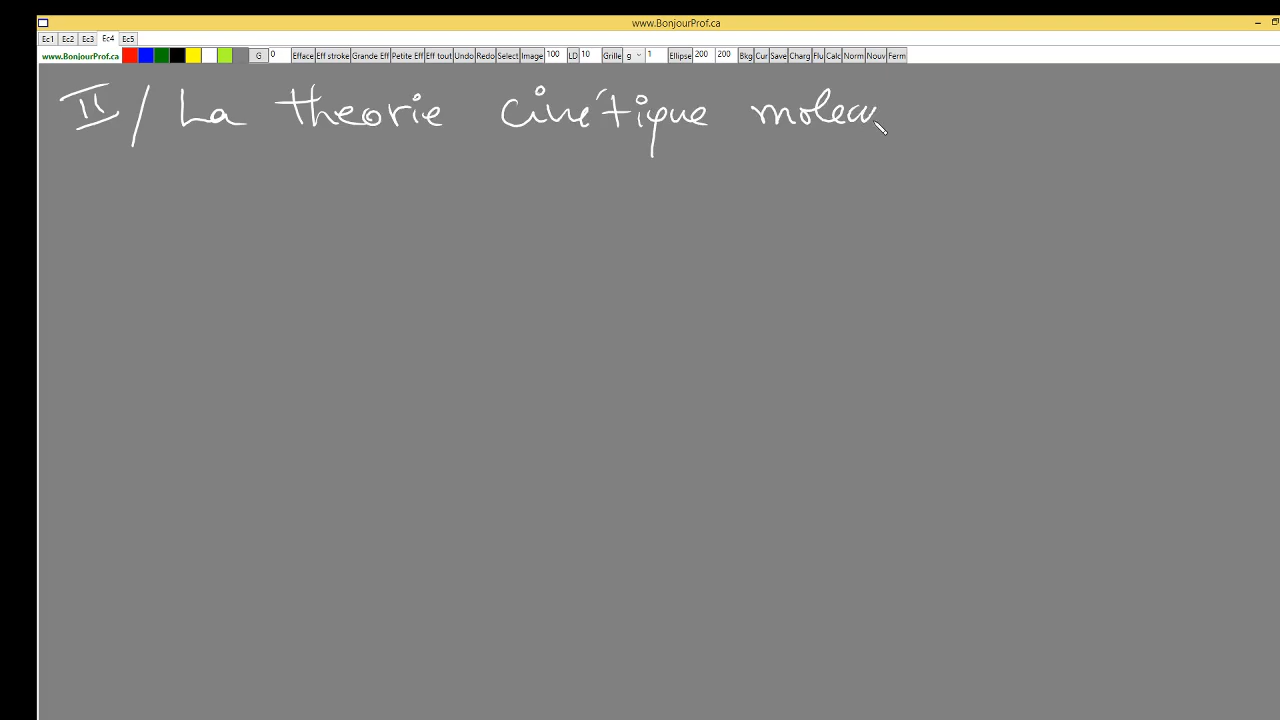 www.BonjourProf.ca
Ec1 Ec2 Ec3 Ec4 Ec5
www.BonjourProf.ca G 0 Efface Eff stroke Grande Eff Petite Eff Eff tout Undo Redo Select Image 100 LD 10 Grille g 1 Ellipse 200 200 Bkg Cur Save Charg Flu Calc Norm Nouv Ferm
II/ La theorie cinétique molecu